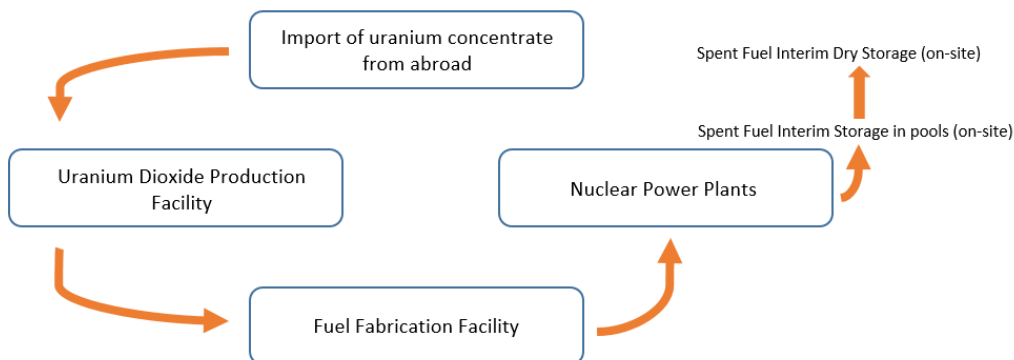 Import of uranium concentrate
from abroad
Spent Fuel Interim Dry Storage (on-site)
Spent Fuel Interim Storage in pools (on-site)
Uranium Dioxide Production
Facility
Nuclear Power Plants
Fuel Fabrication Facility